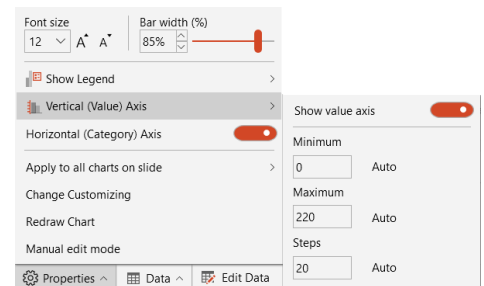 Font size
Bar width (%)
12
A
A
85%
Show Legend
Vertical (Value) Axis
Horizontal (Category) Axis
Apply to all charts on slide
Change Customizing
Redraw Chart
Manual edit mode
Properties
Data
Edit Data
Show value axis
Minimum
0
Auto
Maximum
220
Auto
Steps
20
Auto